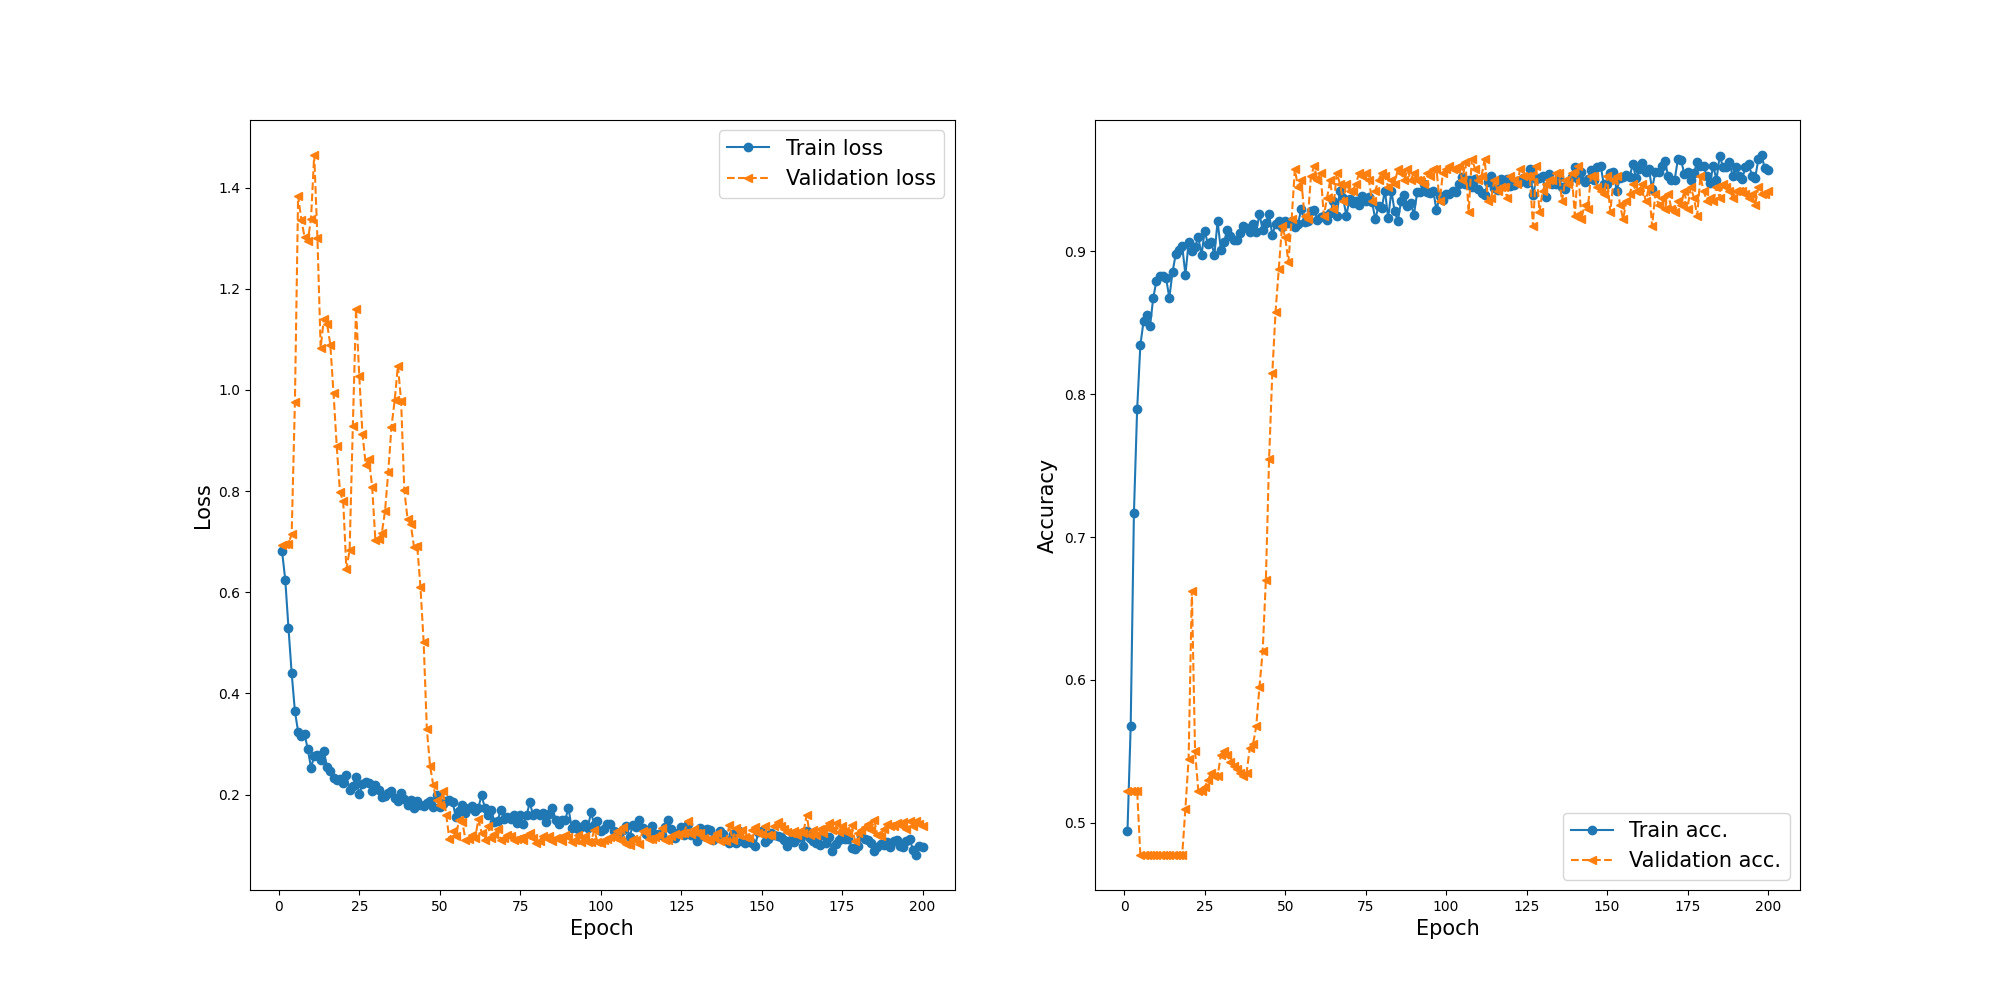 Train loss
Validation loss
1.4
1.2
1.0
0.8
0.6
0.4
0.2
Loss
0 25 50 75 100 125 150 175 200
Epoch
0.9
0.8
0.7
0.6
0.5
Accuracy
Train acc.
Validation acc.
0 25 50 75 100 125 150 175 200
Epoch